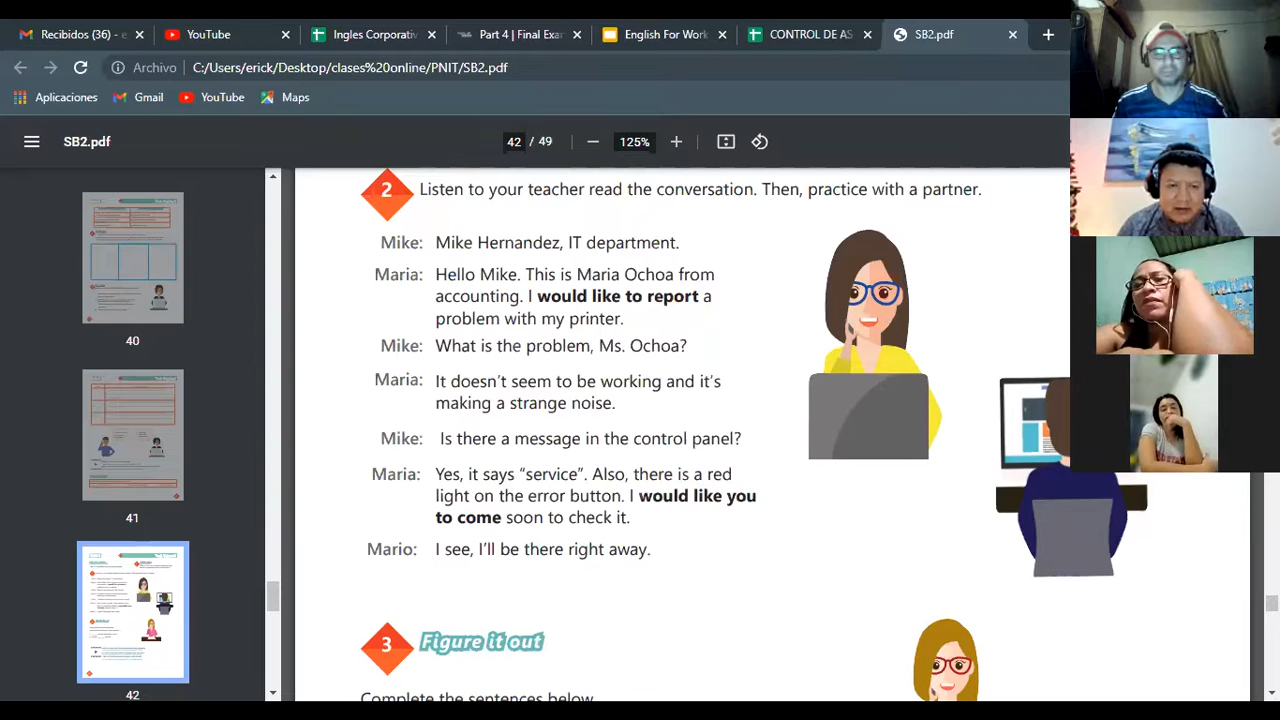 Recibidos (36) - e
YouTube
Ingles Corporativ
Part 4 | Final Exa
English For Work
CONTROL DE AS
SB2.pdf
Archivo
C:/Users/erick/Desktop/clases%20online/PNIT/SB2.pdf
Aplicaciones
Gmail
YouTube
Maps
SB2.pdf
42 / 49
125%
40
41
42
2 Listen to your teacher read the conversation. Then, practice with a partner.
Mike: Mike Hernandez, IT department.
Maria: Hello Mike. This is Maria Ochoa from
accounting. I would like to report a
problem with my printer.
Mike: What is the problem, Ms. Ochoa?
Maria: It doesn't seem to be working and it's
making a strange noise.
Mike: Is there a message in the control panel?
Maria: Yes, it says "service". Also, there is a red
light on the error button. I would like you
to come soon to check it.
Mario: I see, I'll be there right away.
3 Figure it out
Complete the sentences below